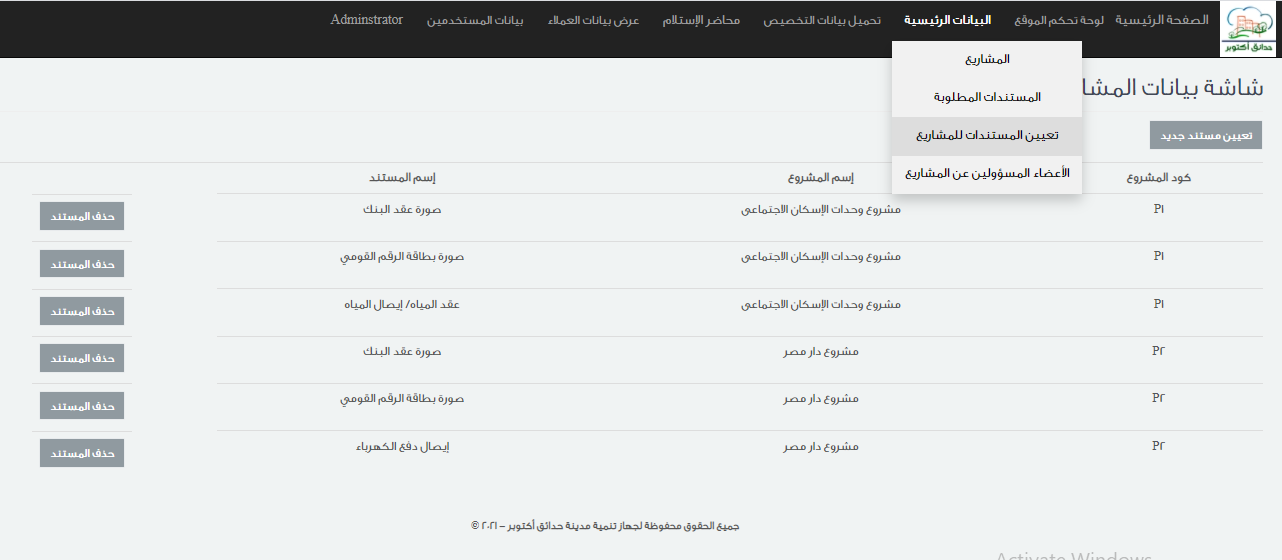 حدائق أكتوبر
الصفحة الرئيسية لوحة تحكم الموقع البيانات الرئيسية تحميل بيانات التخصيص محاضر الإستلام عرض بيانات العملاء بيانات المستخدمين Adminstrator
المشاريع
المستندات المطلوبة
تعيين المستندات للمشاريع
الأعضاء المسؤولين عن المشاريع
شاشة بيانات المشا
تعيين مستند جديد
كود المشروع إسم المشروع إسم المستند
P١ مشروع وحدات الإسكان الاجتماعى صورة عقد البنك حذف المستند
P١ مشروع وحدات الإسكان الاجتماعى صورة بطاقة الرقم القومي حذف المستند
P١ مشروع وحدات الإسكان الاجتماعى عقد المياه/ إيصال المياه حذف المستند
P٢ مشروع دار مصر صورة عقد البنك حذف المستند
P٢ مشروع دار مصر صورة بطاقة الرقم القومي حذف المستند
P٢ مشروع دار مصر إيصال دفع الكهرباء حذف المستند
جميع الحقوق محفوظة لجهاز تنمية مدينة حدائق أكتوبر – ٢٠٢١ ©
Activate Windows